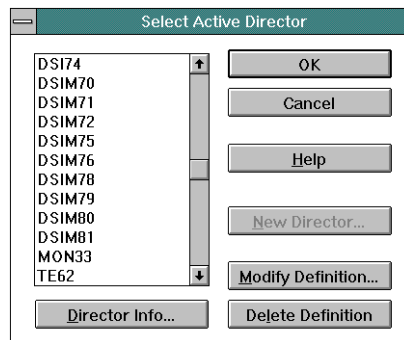 Select Active Director
DSI74
DSIM70
DSIM71
DSIM72
DSIM75
DSIM76
DSIM78
DSIM79
DSIM80
DSIM81
MON33
TE62
OK
Cancel
Help
New Director...
Modify Definition...
Director Info...
Delete Definition